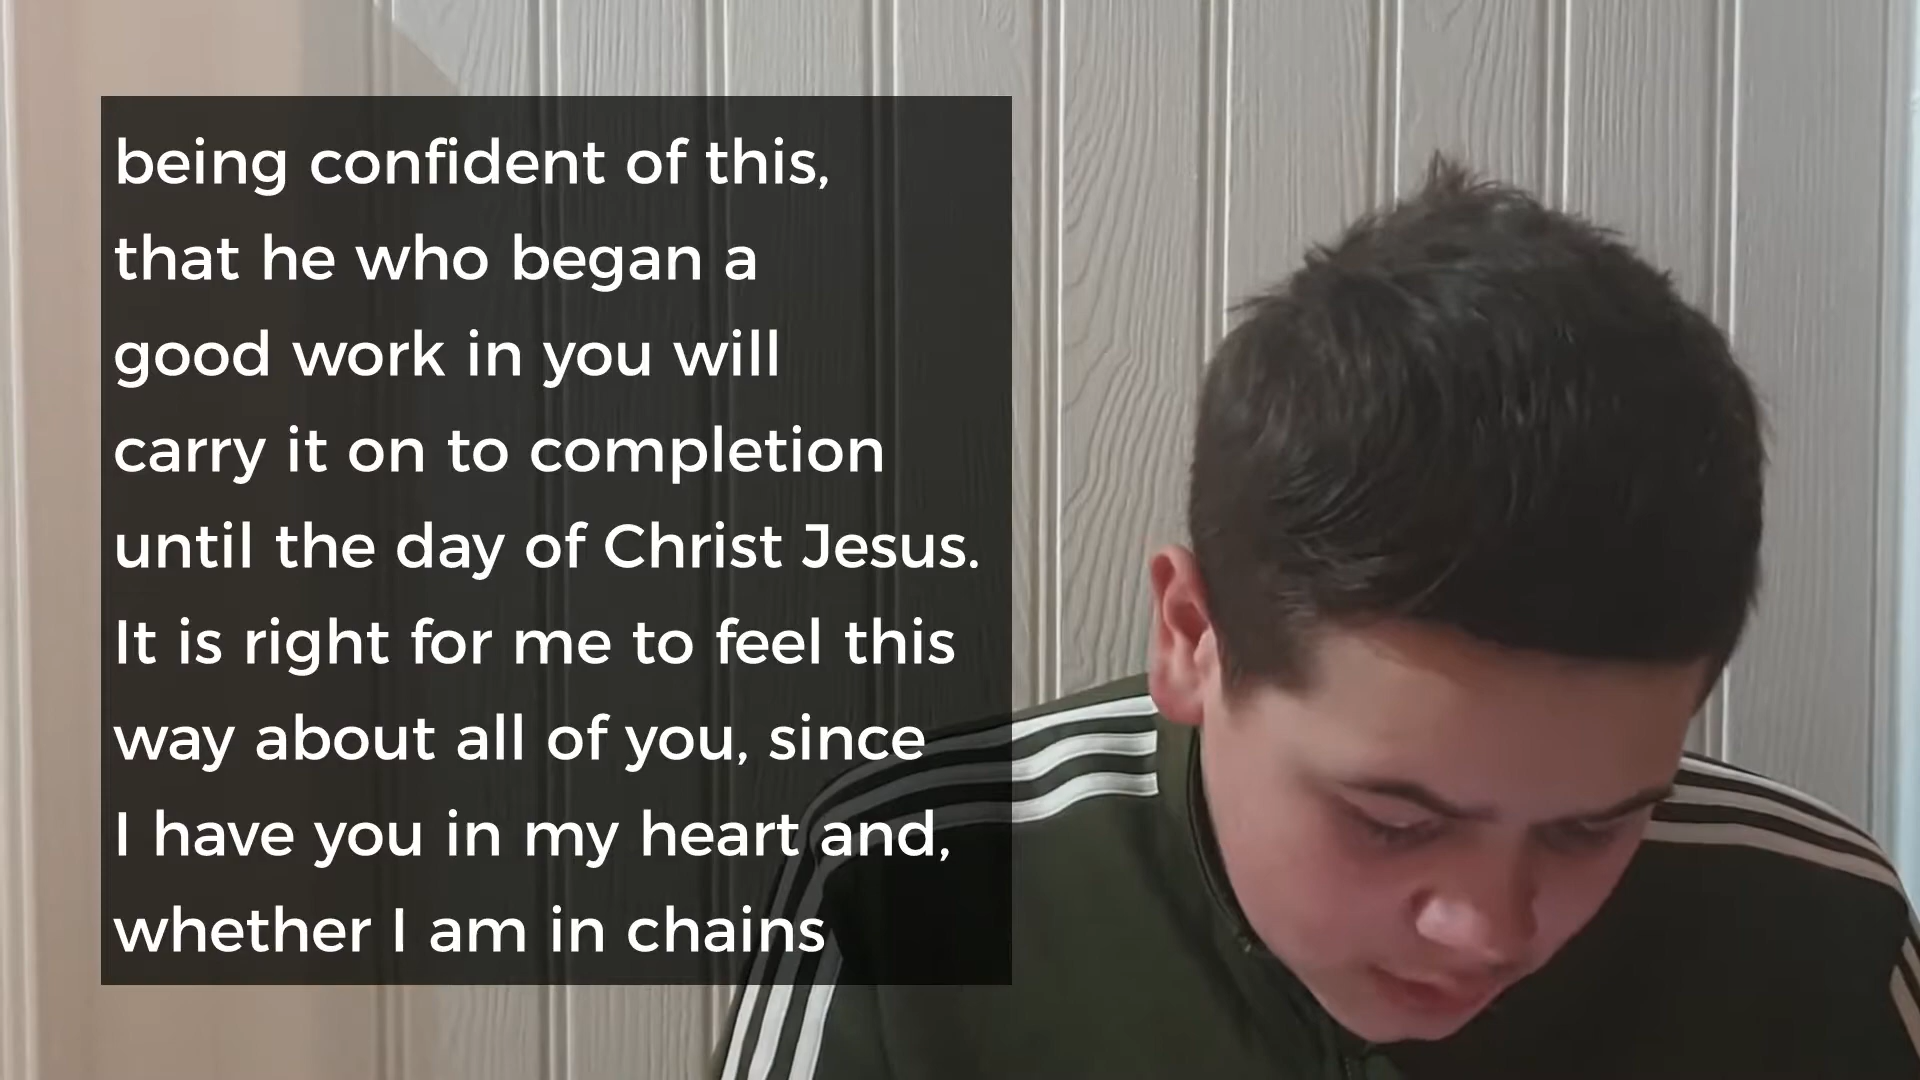 being confident of this,
that he who began a
good work in you will
carry it on to completion
until the day of Christ Jesus.
It is right for me to feel this
way about all of you, since
I have you in my heart and,
whether I am in chains